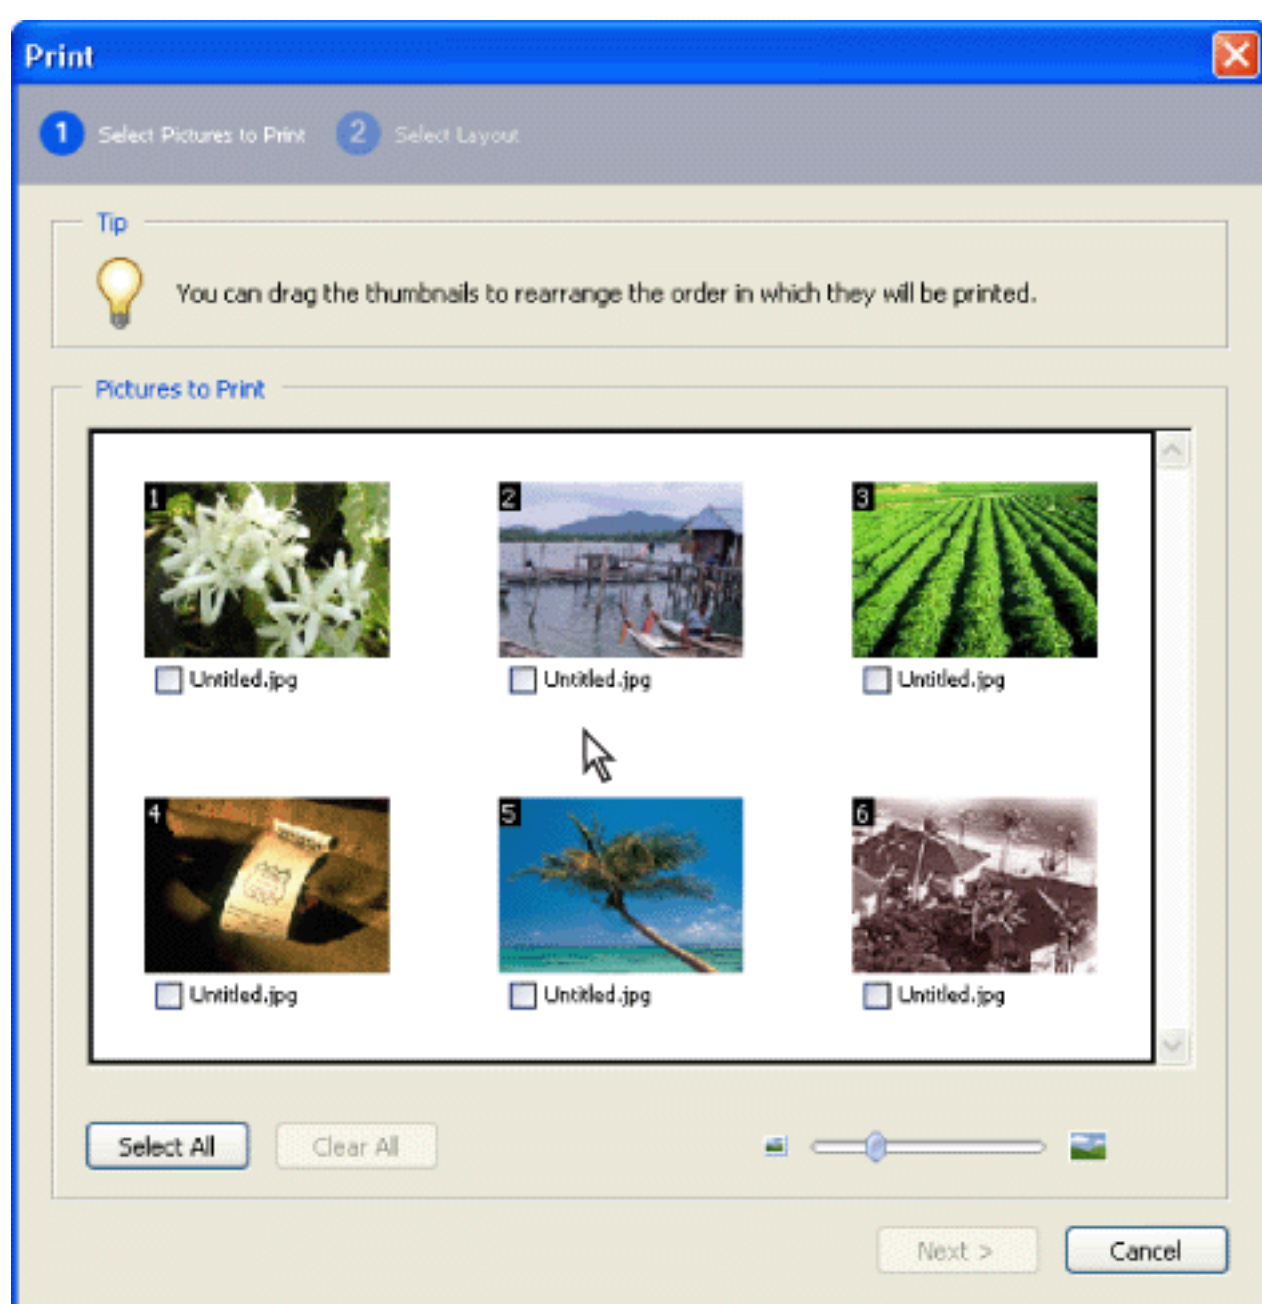 Print
1 Select Pictures to Print 2 Select Layout
Tip
You can drag the thumbnails to rearrange the order in which they will be printed.
Pictures to Print
1 2 3
Untitled.jpg Untitled.jpg Untitled.jpg
4 5 6
Untitled.jpg Untitled.jpg Untitled.jpg
Select All Clear All
Next > Cancel